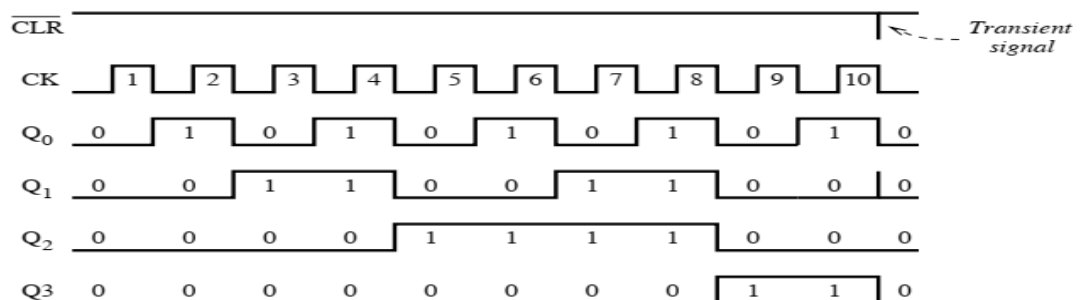 CLR
Transient
signal
CK 1 2 3 4 5 6 7 8 9 10
Q0 0 1 0 1 0 1 0 1 0 1 0
Q1 0 0 1 1 0 0 1 1 0 0 0
Q2 0 0 0 0 1 1 1 1 0 0 0
Q3 0 0 0 0 0 0 0 0 1 1 0